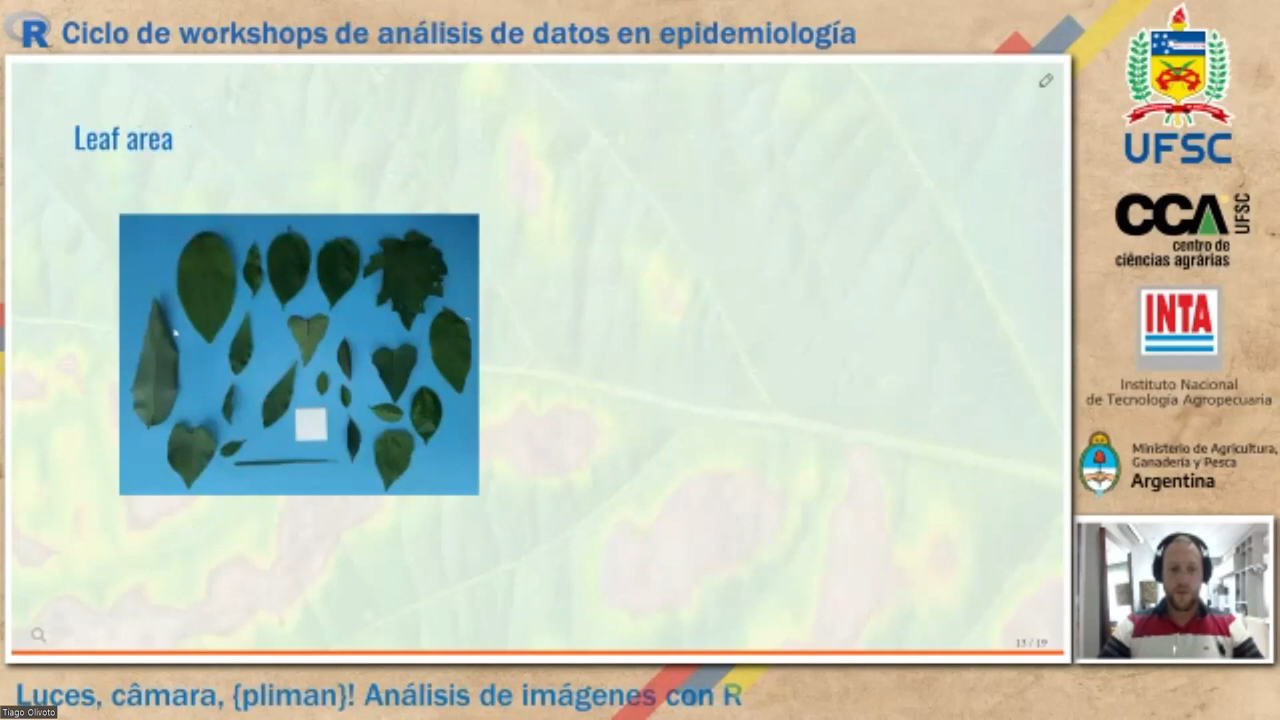 R Ciclo de workshops de análisis de datos en epidemiología
Leaf area
13 / 19
UFSC
CCA UFSC
centro de
ciências agrárias
INTA
Instituto Nacional
de Tecnología Agropecuaria
Ministerio de Agricultura,
Ganadería y Pesca
Argentina
Luces, câmara, {pliman}! Análisis de imágenes con R
Tiago Olivoto